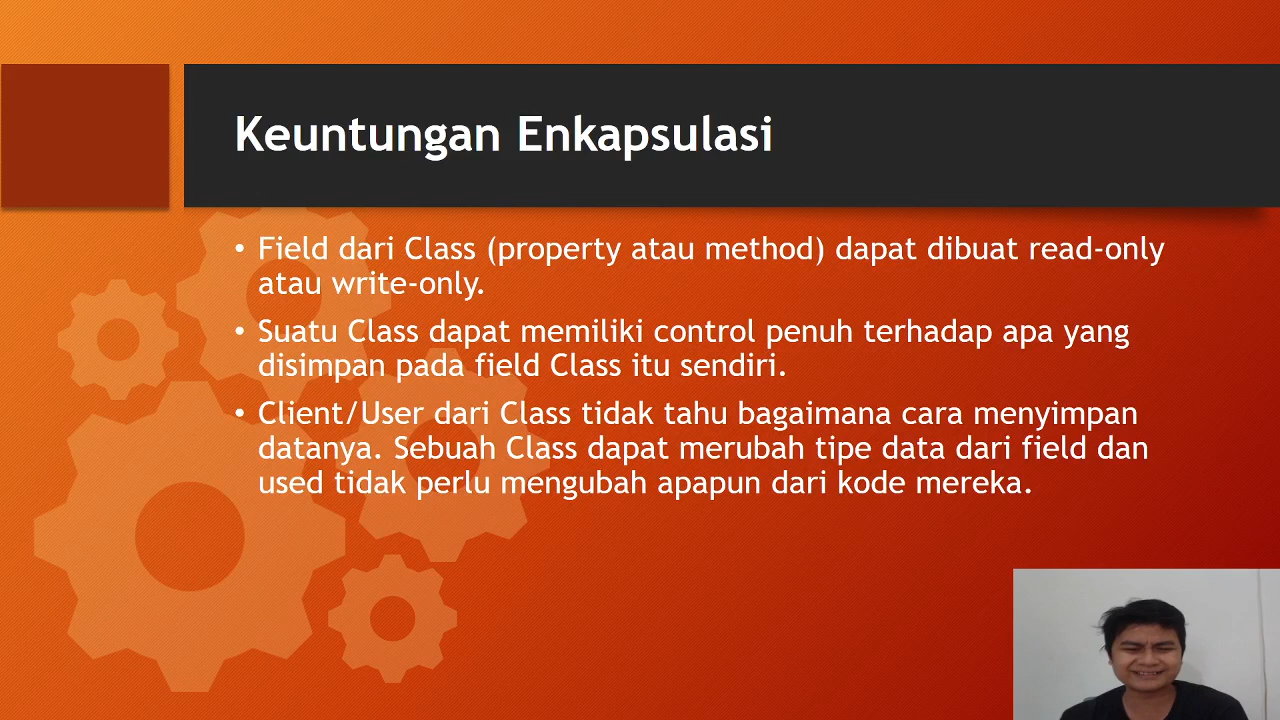 Keuntungan Enkapsulasi
• Field dari Class (property atau method) dapat dibuat read-only
atau write-only.
• Suatu Class dapat memiliki control penuh terhadap apa yang
disimpan pada field Class itu sendiri.
• Client/User dari Class tidak tahu bagaimana cara menyimpan
datanya. Sebuah Class dapat merubah tipe data dari field dan
used tidak perlu mengubah apapun dari kode mereka.